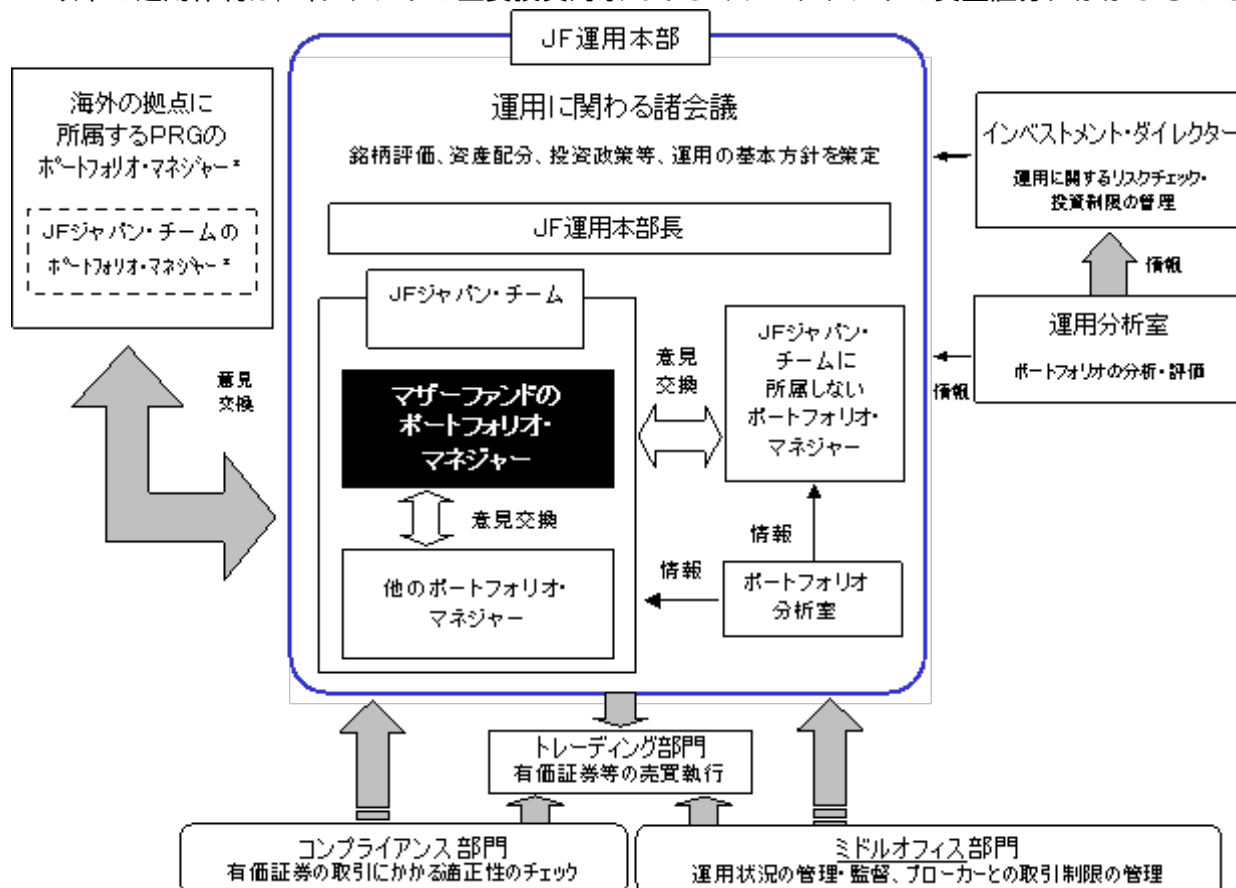 JF運用本部
海外の拠点に
所属するPRGの
ポートフォリオ・マネジャー*
JFジャパン・チームの
ポートフォリオ・マネジャー*
運用に関わる諸会議
銘柄評価、資産配分、投資政策等、運用の基本方針を策定
インベストメント・ダイレクター
運用に関するリスクチェック・
投資制限の管理
JF運用本部長
情報
運用分析室
ポートフォリオの分析・評価
情報
JFジャパン・チーム
マザーファンドの
ポートフォリオ・
マネジャー
意見
交換
JFジャパン・
チームに
所属しない
ポートフォリオ・
マネジャー
意見
交換
意見交換
他のポートフォリオ・
マネジャー
情報
情報
ポートフォリオ
分析室
トレーディング部門
有価証券等の売買執行
コンプライアンス部門
有価証券の取引にかかる適正性のチェック
ミドルオフィス部門
運用状況の管理・監督、ブローカーとの取引制限の管理